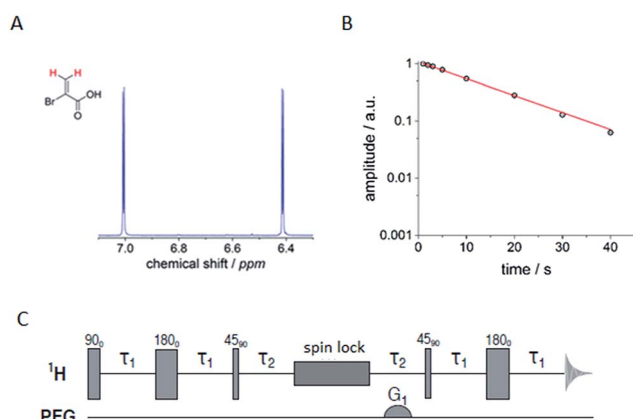 A
B
H H
Br
OH
O
7.0 6.8 6.6 6.4
chemical shift / ppm
amplitude / a.u.
1
0.1
0.01
0.001
0 10 20 30 40
time / s
C
90₀ τ₁ 180₀ τ₁ 45₉₀ τ₂ spin lock τ₂ 45₉₀ τ₁ 180₀ τ₁
¹H
G₁
PFG